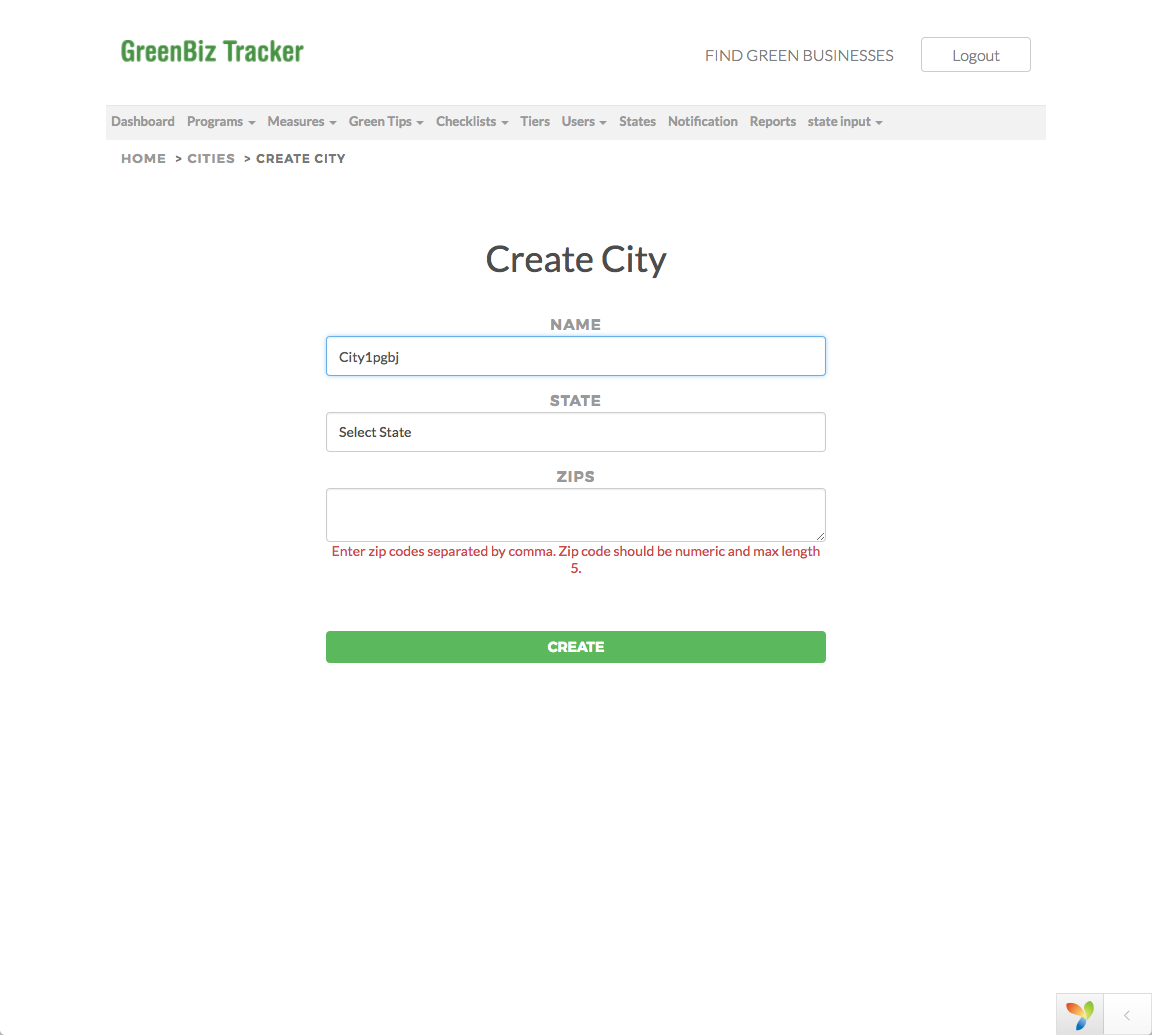 GreenBiz Tracker
FIND GREEN BUSINESSES
Logout
Dashboard Programs Measures Green Tips Checklists Tiers Users States Notification Reports state input
HOME > CITIES > CREATE CITY
Create City
NAME
City1pgbj
STATE
Select State
ZIPS
Enter zip codes separated by comma. Zip code should be numeric and max length
5.
CREATE